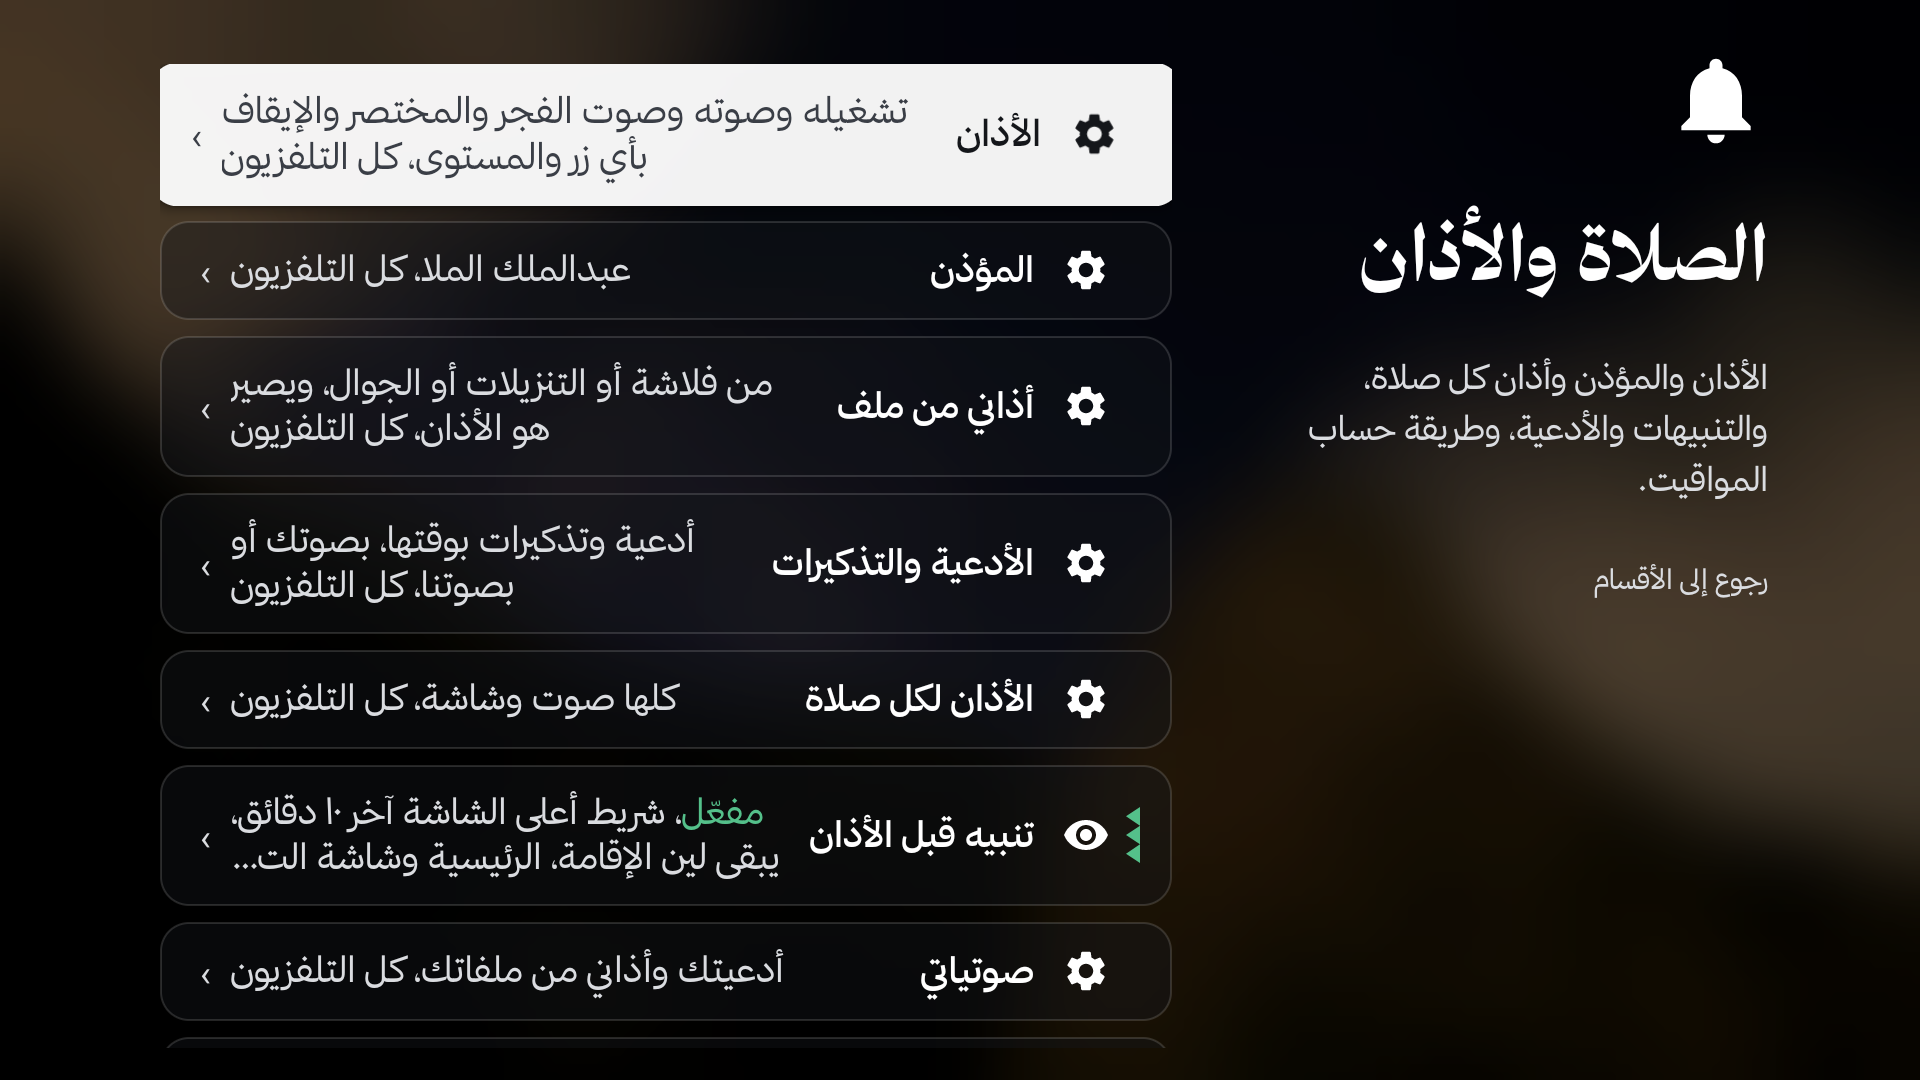 الصلاة والأذان
الأذان والمؤذن وأذان كل صلاة،
والتنبيهات والأدعية، وطريقة حساب
المواقيت.
رجوع إلى الأقسام
الأذان
تشغيله وصوته وصوت الفجر والمختصر والإيقاف
بأي زر والمستوى، كل التلفزيون
المؤذن
عبدالملك الملا، كل التلفزيون
أذاني من ملف
من فلاشة أو التنزيلات أو الجوال، ويصير
هو الأذان، كل التلفزيون
الأدعية والتذكيرات
أدعية وتذكيرات بوقتها، بصوتك أو
بصوتنا، كل التلفزيون
الأذان لكل صلاة
كلها صوت وشاشة، كل التلفزيون
تنبيه قبل الأذان
مفعّل، شريط أعلى الشاشة آخر ١٠ دقائق،
يبقى لين الإقامة، الرئيسية وشاشة الت...
صوتياتي
أدعيتك وأذاني من ملفاتك، كل التلفزيون